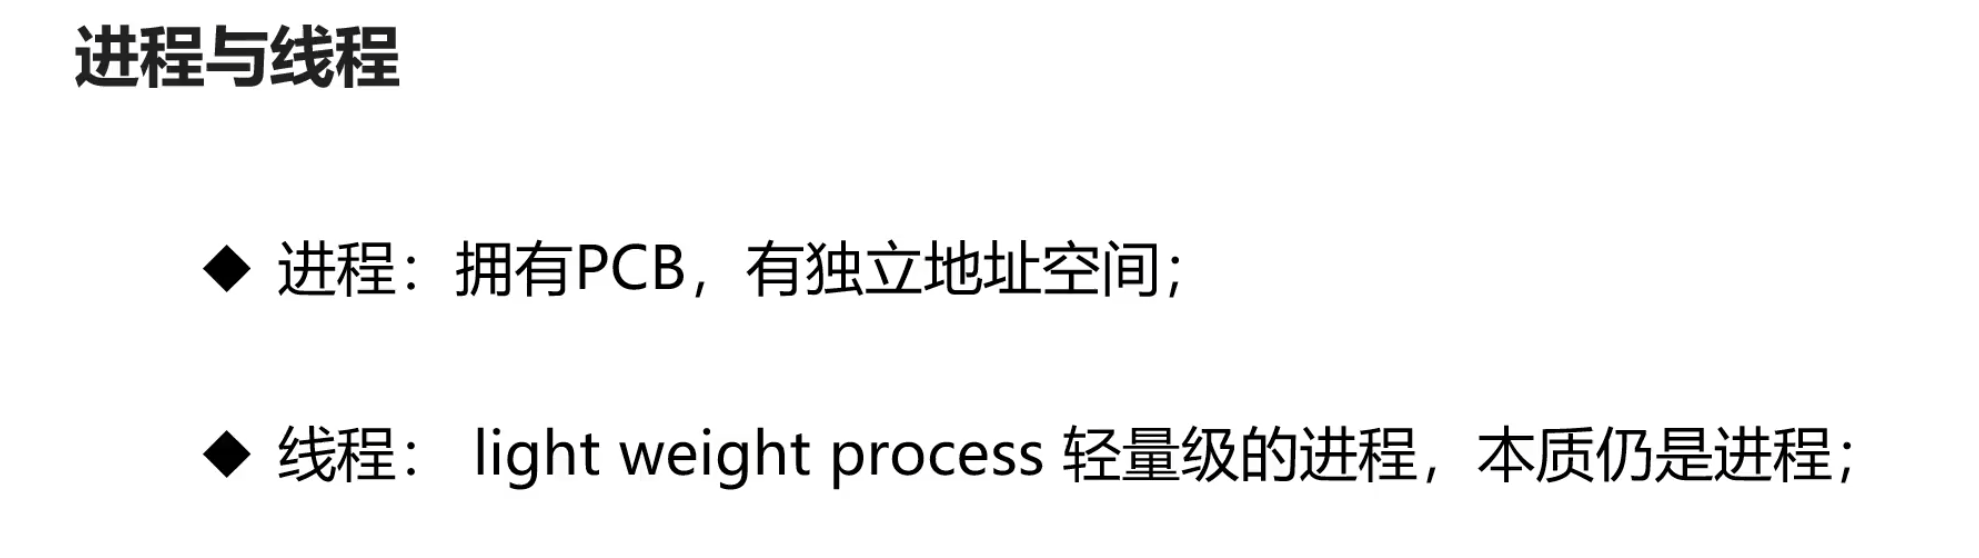 进程与线程
◆ 进程：拥有PCB，有独立地址空间；
◆ 线程： light weight process 轻量级的进程，本质仍是进程；